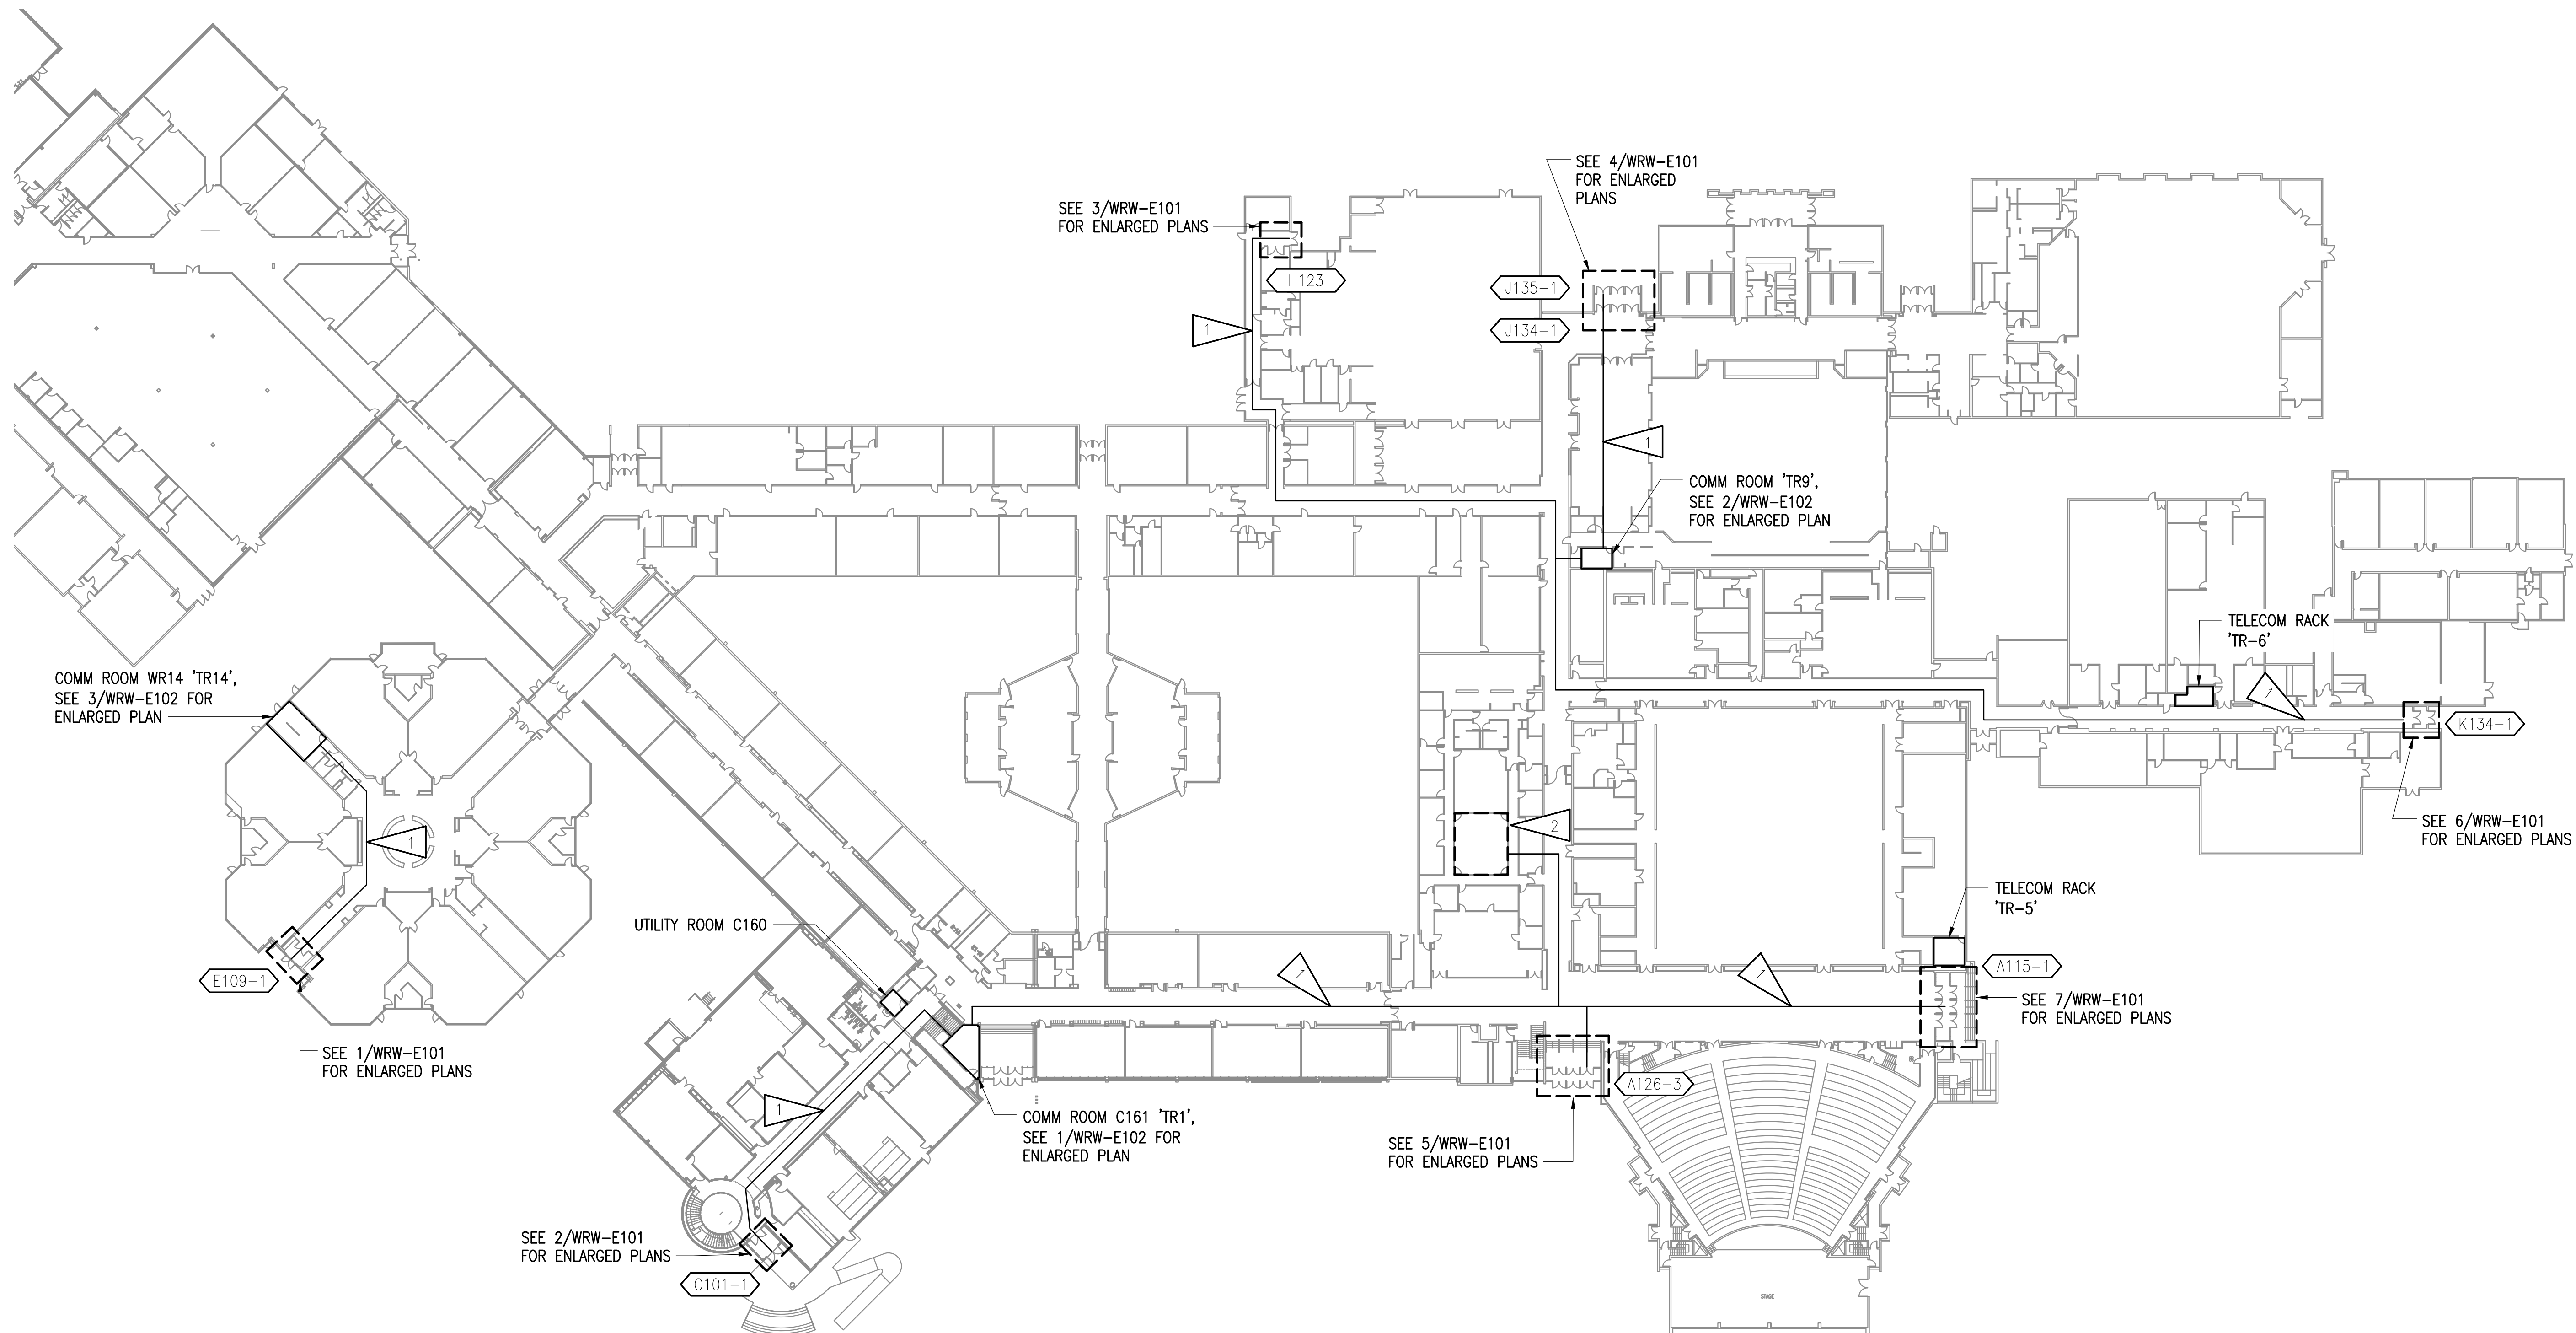 SEE 4/WRW-E101
FOR ENLARGED
PLANS
SEE 3/WRW-E101
FOR ENLARGED PLANS
H123
J135-1
J134-1
1
1
COMM ROOM 'TR9',
SEE 2/WRW-E102
FOR ENLARGED PLAN
TELECOM RACK
'TR-6'
1
K134-1
SEE 6/WRW-E101
FOR ENLARGED PLANS
COMM ROOM WR14 'TR14',
SEE 3/WRW-E102 FOR
ENLARGED PLAN
1
2
TELECOM RACK
'TR-5'
UTILITY ROOM C160
E109-1
1
1
A115-1
SEE 7/WRW-E101
FOR ENLARGED PLANS
SEE 1/WRW-E101
FOR ENLARGED PLANS
A126-3
1
COMM ROOM C161 'TR1',
SEE 1/WRW-E102 FOR
ENLARGED PLAN
SEE 5/WRW-E101
FOR ENLARGED PLANS
SEE 2/WRW-E101
FOR ENLARGED PLANS
C101-1
STAGE